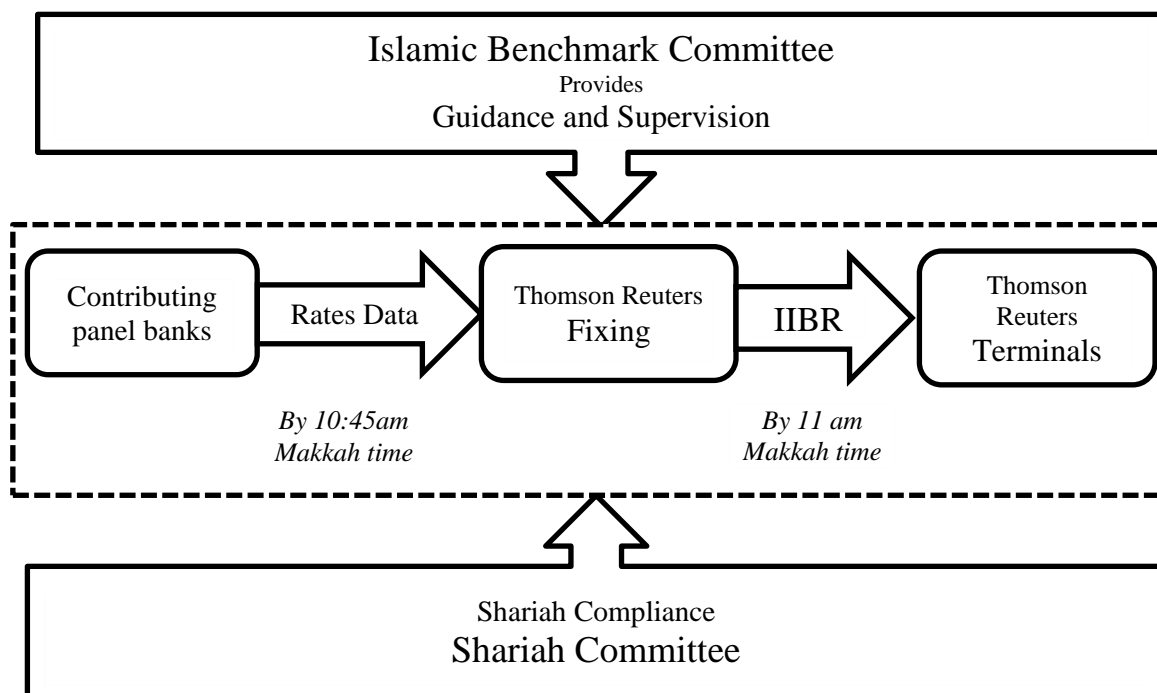 Islamic Benchmark Committee
Provides
Guidance and Supervision
Contributing
panel banks
Rates Data
Thomson Reuters
Fixing
IIBR
Thomson
Reuters
Terminals
By 10:45am
Makkah time
By 11 am
Makkah time
Shariah Compliance
Shariah Committee